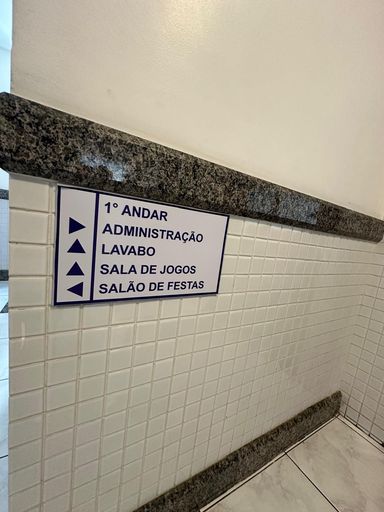 1° ANDAR
ADMINISTRAÇÃO
LAVABO
SALA DE JOGOS
SALÃO DE FESTAS